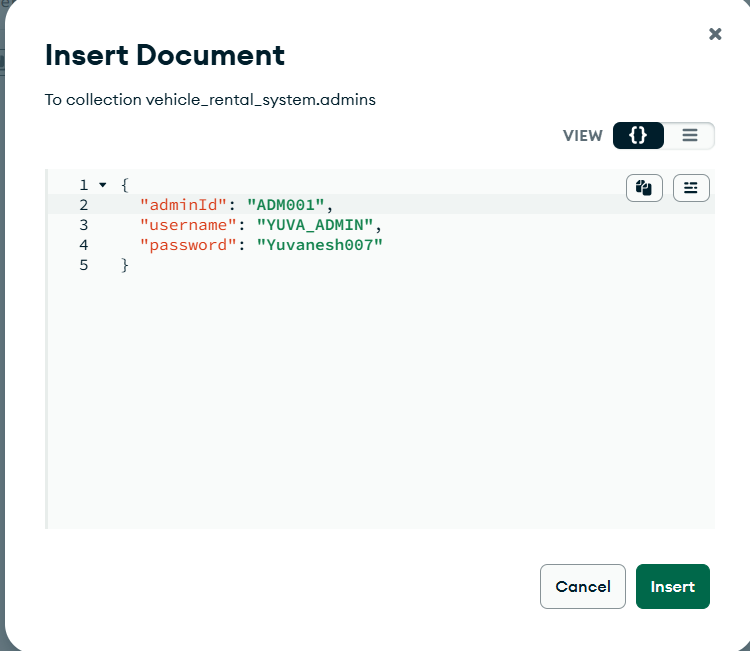 Insert Document
To collection vehicle_rental_system.admins
VIEW {}
1 {
2 "adminId": "ADM001",
3 "username": "YUVA_ADMIN",
4 "password": "Yuvanesh007"
5 }
Cancel Insert